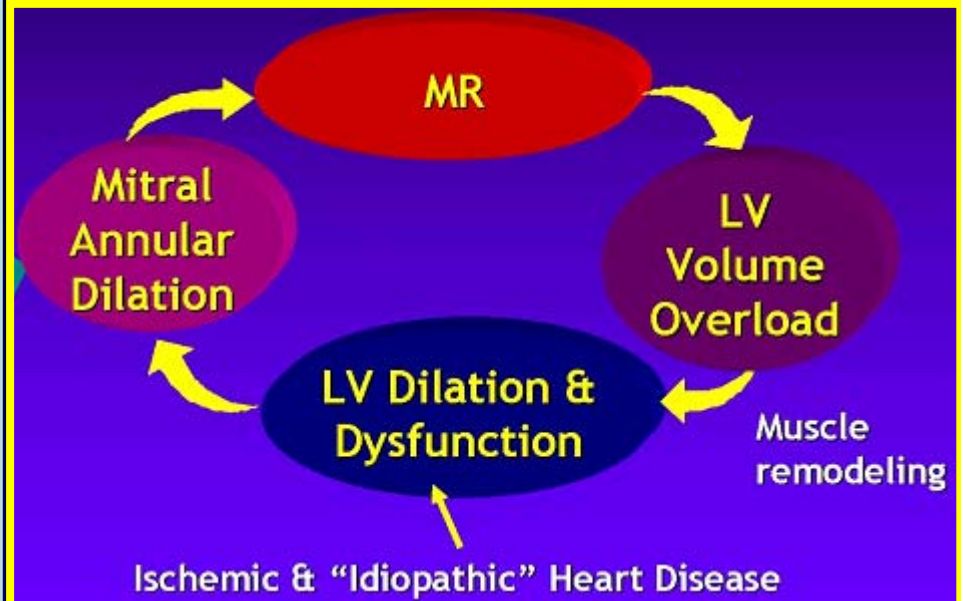 MR
Mitral
Annular
Dilation
LV
Volume
Overload
LV Dilation &
Dysfunction
Muscle
remodeling
Ischemic & “Idiopathic” Heart Disease